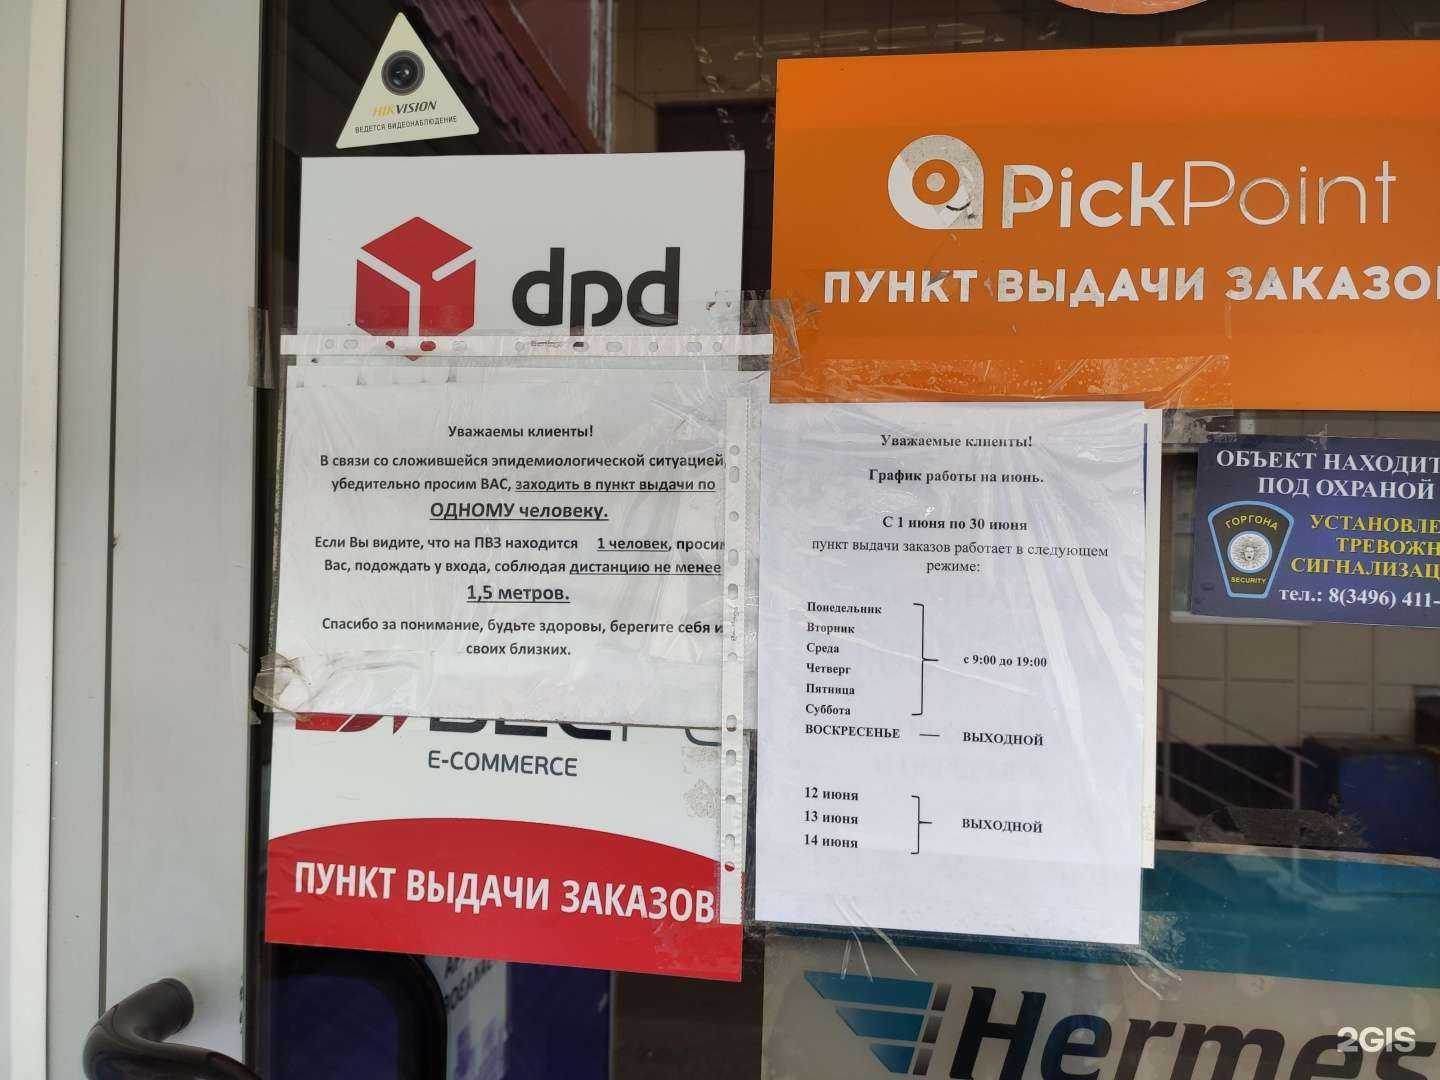 HIKVISION
ВЕДЕТСЯ ВИДЕОНАБЛЮДЕНИЕ
dpd
Уважаемы клиенты!
В связи со сложившейся эпидемиологической ситуацией,
убедительно просим ВАС, заходить в пункт выдачи по
ОДНОМУ человеку.
Если Вы видите, что на ПВЗ находится 1 человек, просим
Вас, подождать у входа, соблюдая дистанцию не менее
1,5 метров.
Спасибо за понимание, будьте здоровы, берегите себя и
своих близких.
E-COMMERCE
ПУНКТ ВЫДАЧИ ЗАКАЗОВ
PickPoint
ПУНКТ ВЫДАЧИ ЗАКАЗО
Уважаемые клиенты!
График работы на июнь.
С 1 июня по 30 июня
пункт выдачи заказов работает в следующем
режиме:
Понедельник
Вторник
Среда
Четверг
Пятница
Суббота
с 9:00 до 19:00
ВОСКРЕСЕНЬЕ — ВЫХОДНОЙ
12 июня
13 июня
14 июня
ВЫХОДНОЙ
ОБЪЕКТ НАХОДИТ
ПОД ОХРАНОЙ
ГОРГОНА
SECURITY
УСТАНОВЛЕ
ТРЕВОЖН
СИГНАЛИЗАЦ
тел.: 8(3496) 411-
Hermes
2GIS